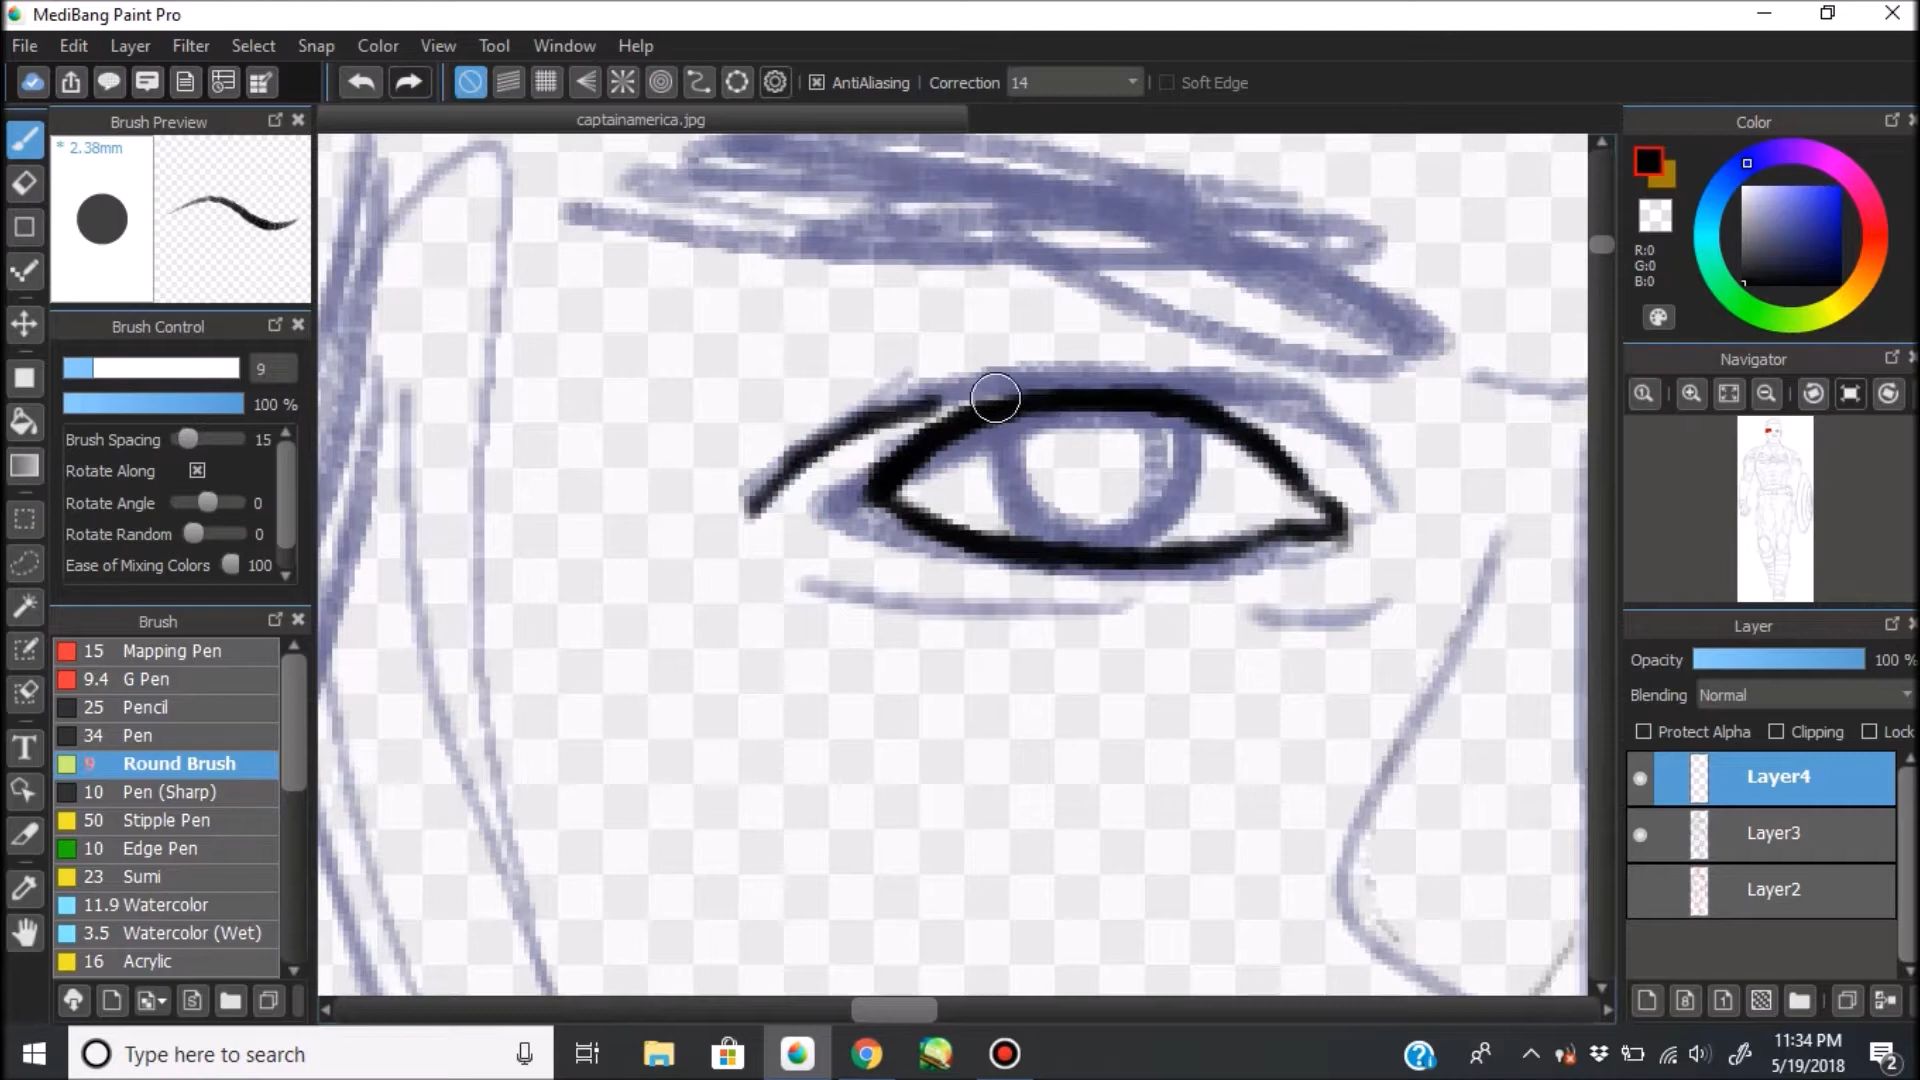 MediBang Paint Pro
File Edit Layer Filter Select Snap Color View Tool Window Help
AntiAliasing Correction 14 Soft Edge
Brush Preview
captainamerica.jpg
Color
* 2.38mm
R:0
G:0
B:0
Brush Control
9
100 %
Brush Spacing 15
Rotate Along
Rotate Angle 0
Rotate Random 0
Ease of Mixing Colors 100
Navigator
Brush
15 Mapping Pen
9.4 G Pen
25 Pencil
34 Pen
9 Round Brush
10 Pen (Sharp)
50 Stipple Pen
10 Edge Pen
23 Sumi
11.9 Watercolor
3.5 Watercolor (Wet)
16 Acrylic
Layer
Opacity 100 %
Blending Normal
Protect Alpha Clipping Lock
Layer4
Layer3
Layer2
Type here to search
11:34 PM
5/19/2018
2